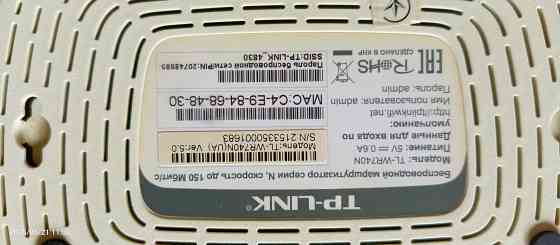 TP-LINK
Беспроводной маршрутизатор серии N, скорость до 150 Мбит/с
Модель: TL-WR740N
Питание: 5V 0.6A
Данные для входа по
умолчанию:
http://tplinkwifi.net
Имя пользователя: admin
Пароль: admin
СДЕЛАНО В КНР
Модель: TL-WR740N(UA) Ver:5.0
S/N 2153350001683
MAC:C4-E9-84-68-48-30
Пароль беспроводной сети/PIN:20748985
SSID:TP-LINK_4830